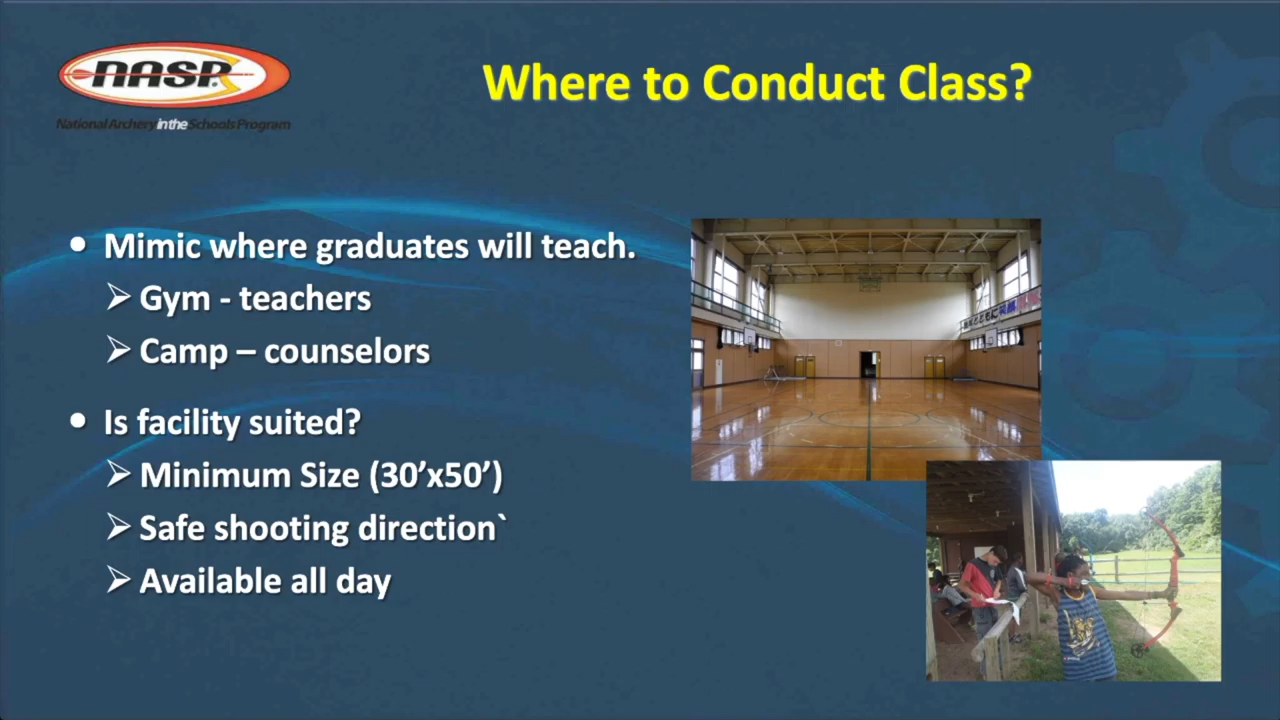 NASP
National Archery in the Schools Program
Where to Conduct Class?
• Mimic where graduates will teach.
➢ Gym - teachers
➢ Camp – counselors
• Is facility suited?
➢ Minimum Size (30’x50’)
➢ Safe shooting direction`
➢ Available all day